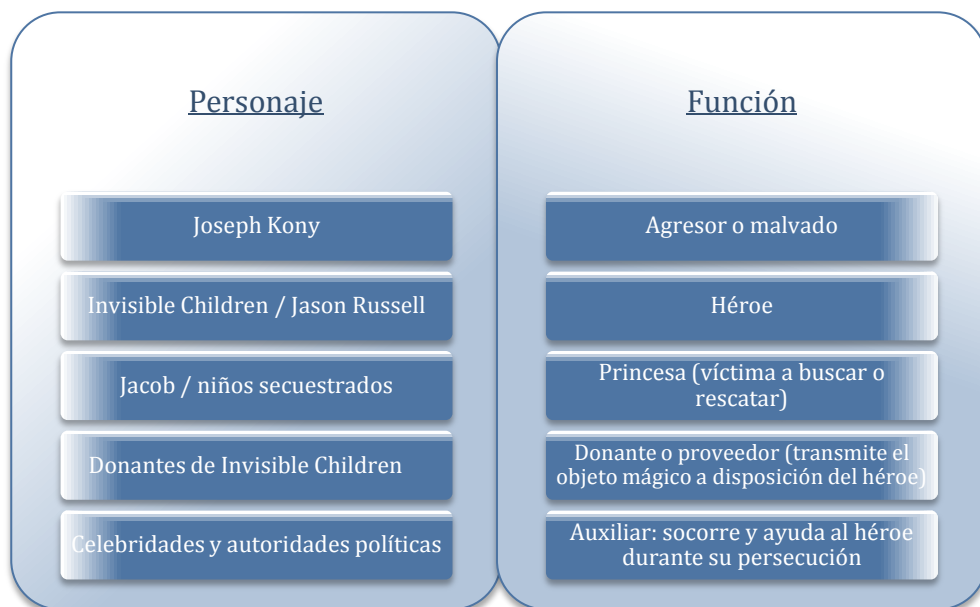 Personaje
Función
Joseph Kony
Agresor o malvado
Invisible Children / Jason Russell
Héroe
Jacob / niños secuestrados
Princesa (víctima a buscar o
rescatar)
Donantes de Invisible Children
Donante o proveedor (transmite el
objeto mágico a disposición del héroe)
Celebridades y autoridades políticas
Auxiliar: socorre y ayuda al héroe
durante su persecución